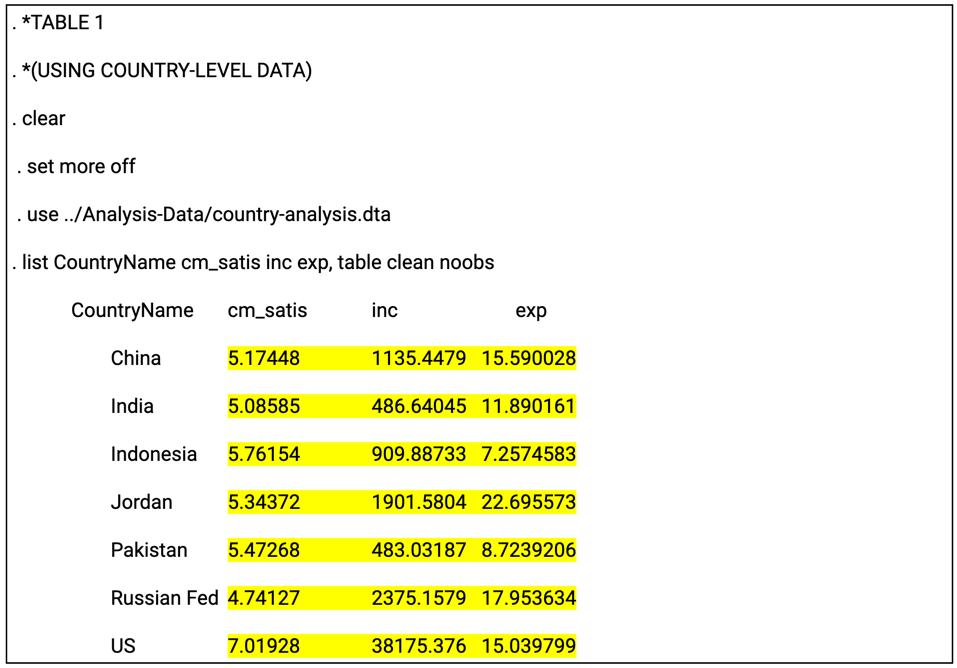 . *TABLE 1
. *(USING COUNTRY-LEVEL DATA)
. clear
. set more off
. use ../Analysis-Data/country-analysis.dta
. list CountryName cm_satis inc exp, table clean noobs
CountryName cm_satis inc exp
China 5.17448 1135.4479 15.590028
India 5.08585 486.64045 11.890161
Indonesia 5.76154 909.88733 7.2574583
Jordan 5.34372 1901.5804 22.695573
Pakistan 5.47268 483.03187 8.7239206
Russian Fed 4.74127 2375.1579 17.953634
US 7.01928 38175.376 15.039799